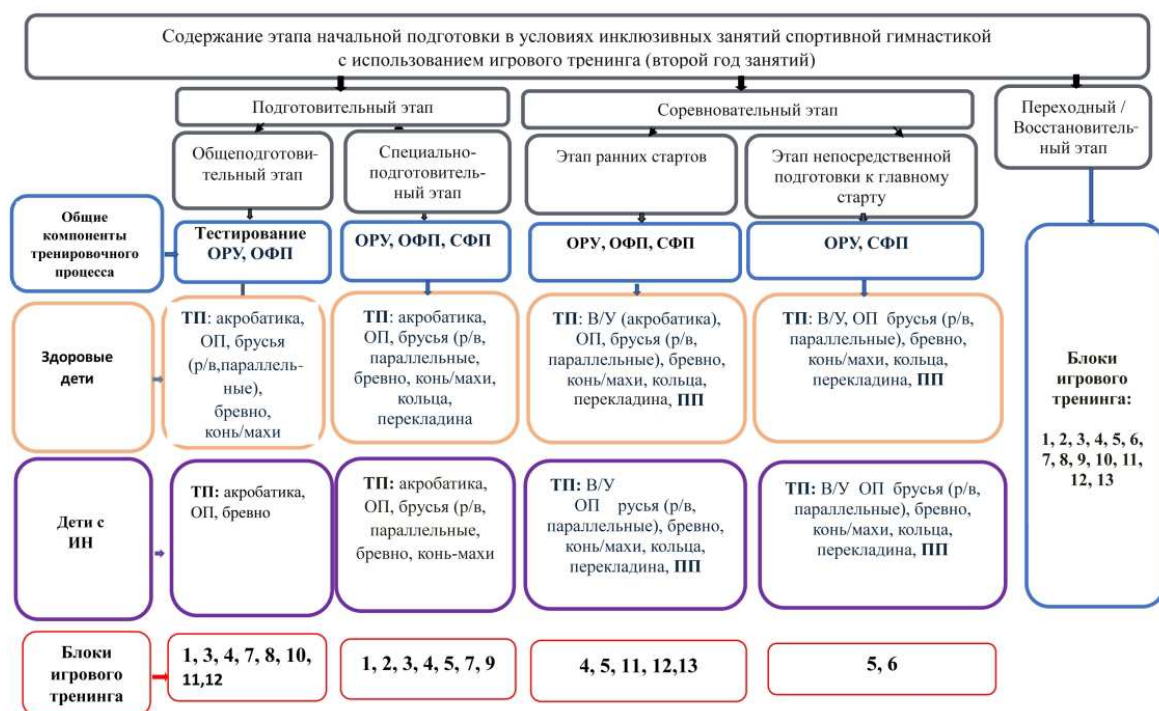 Содержание этапа начальной подготовки в условиях инклюзивных занятий спортивной гимнастикой
с использованием игрового тренинга (второй год занятий)
Подготовительный этап
Соревновательный этап
Переходный /
Восстановитель-
ный этап
Общеподготови-
тельный этап
Специально-
подготовитель-
ный этап
Этап ранних стартов
Этап непосредственной
подготовки к главному
старту
Общие
компоненты
тренировочного
процесса
Тестирование
ОРУ, ОФП
ОРУ, ОФП, СФП
ОРУ, ОФП, СФП
ОРУ, СФП
Здоровые
дети
ТП: акробатика,
ОП, брусья
(р/в,параллель-
ные),
бревно,
конь/махи
ТП: акробатика,
ОП, брусья (р/в,
параллельные,
бревно, конь/махи,
кольца,
перекладина
ТП: В/У (акробатика),
ОП, брусья (р/в,
параллельные), бревно,
конь/махи, кольца,
перекладина, ПП
ТП: В/У, ОП брусья (р/в,
параллельные), бревно,
конь/махи, кольца,
перекладина, ПП
Блоки
игрового
тренинга:
1, 2, 3, 4, 5, 6,
7, 8, 9, 10, 11,
12, 13
Дети с
ИН
ТП: акробатика,
ОП, бревно
ТП: акробатика,
ОП, брусья (р/в,
параллельные,
бревно, конь-махи
ТП: В/У
ОП русья (р/в,
параллельные), бревно,
конь/махи, кольца,
перекладина, ПП
ТП: В/У ОП брусья (р/в,
параллельные), бревно,
конь/махи, кольца,
перекладина, ПП
Блоки
игрового
тренинга
1, 3, 4, 7, 8, 10,
11,12
1, 2, 3, 4, 5, 7, 9
4, 5, 11, 12,13
5, 6